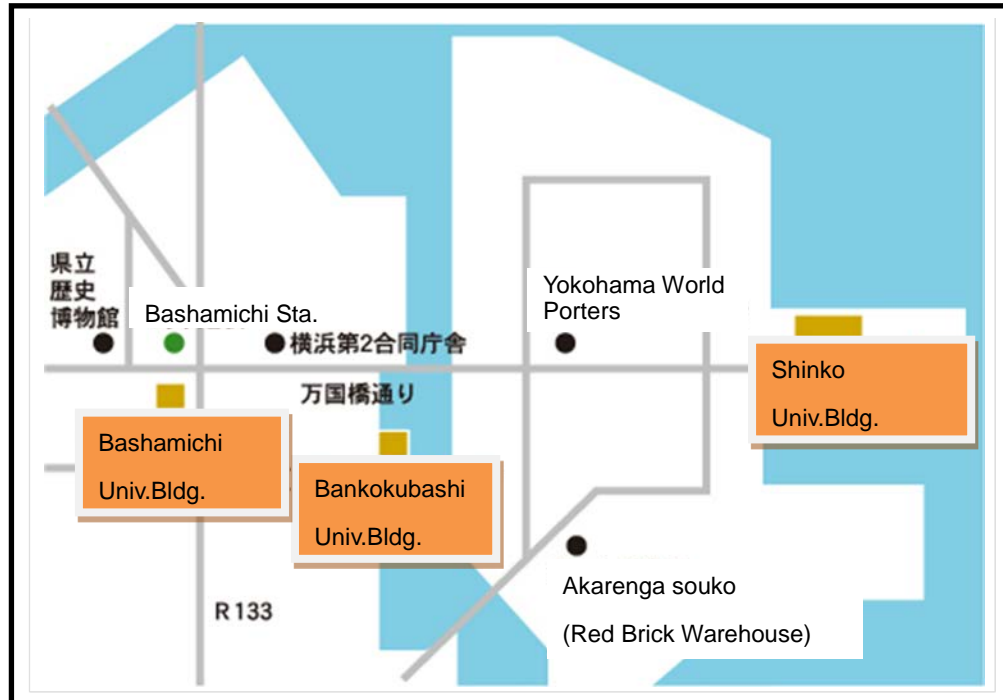 県立
歴史
博物館
Bashamichi Sta.
横浜第2合同庁舎
万国橋通り
Yokohama World
Porters
Shinko
Univ.Bldg.
Bashamichi
Univ.Bldg.
Bankokubashi
Univ.Bldg.
Akarenga souko
(Red Brick Warehouse)
R 133